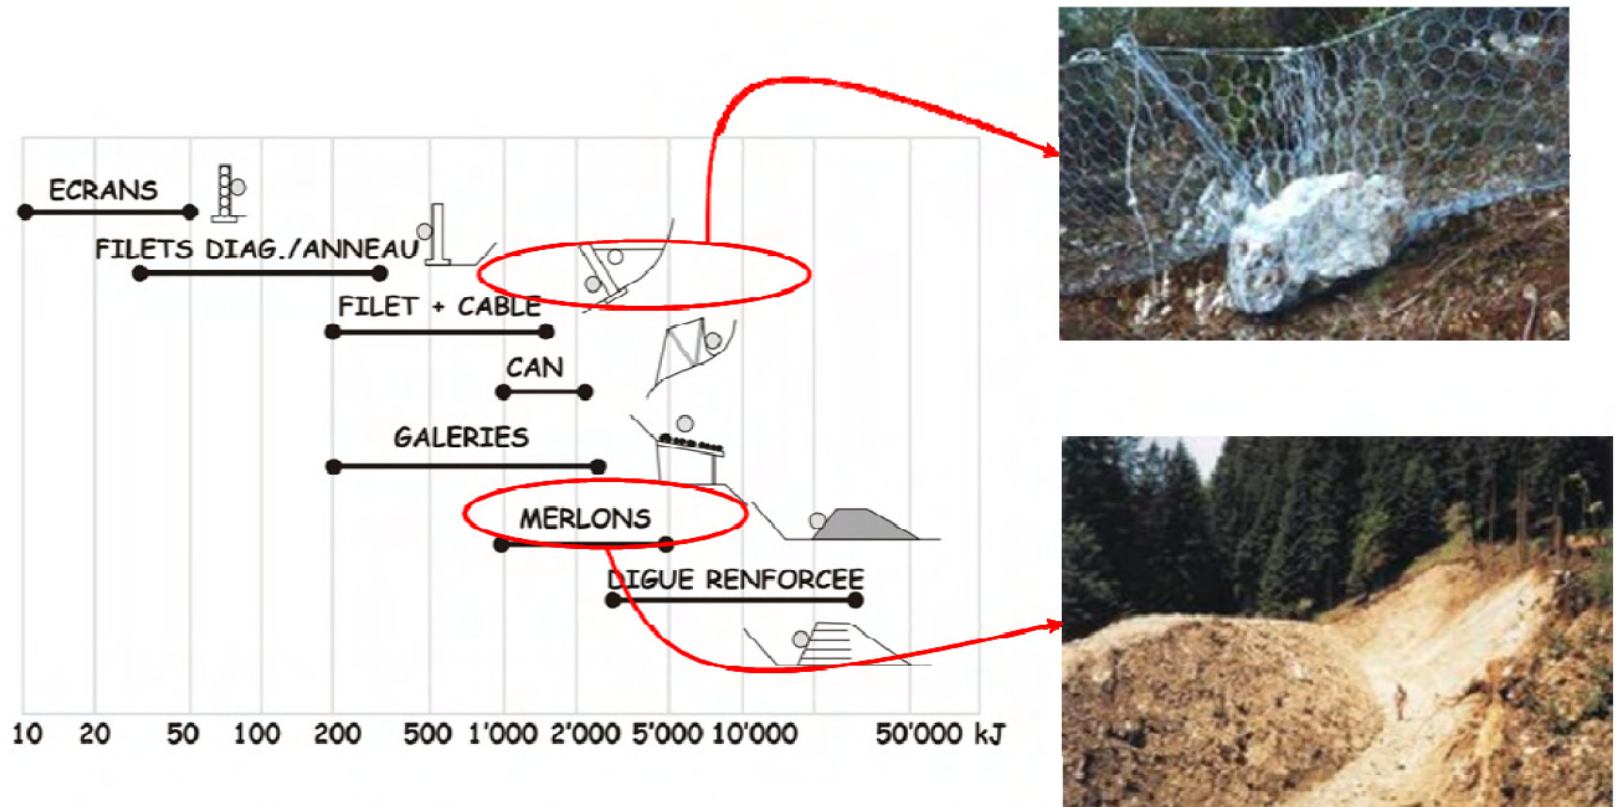 ECRANS
FILETS DIAG./ANNEAU
FILET + CABLE
CAN
GALERIES
MERLONS
DIGUE RENFORCEE
10 20 50 100 200 500 1'000 2'000 5'000 10'000 50'000 kJ